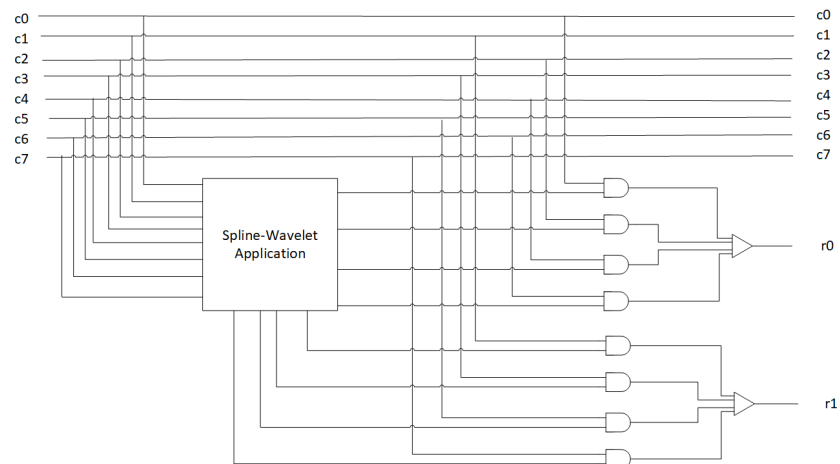 c0 c0
c1 c1
c2 c2
c3 c3
c4 c4
c5 c5
c6 c6
c7 c7
Spline-Wavelet
Application
r0
r1